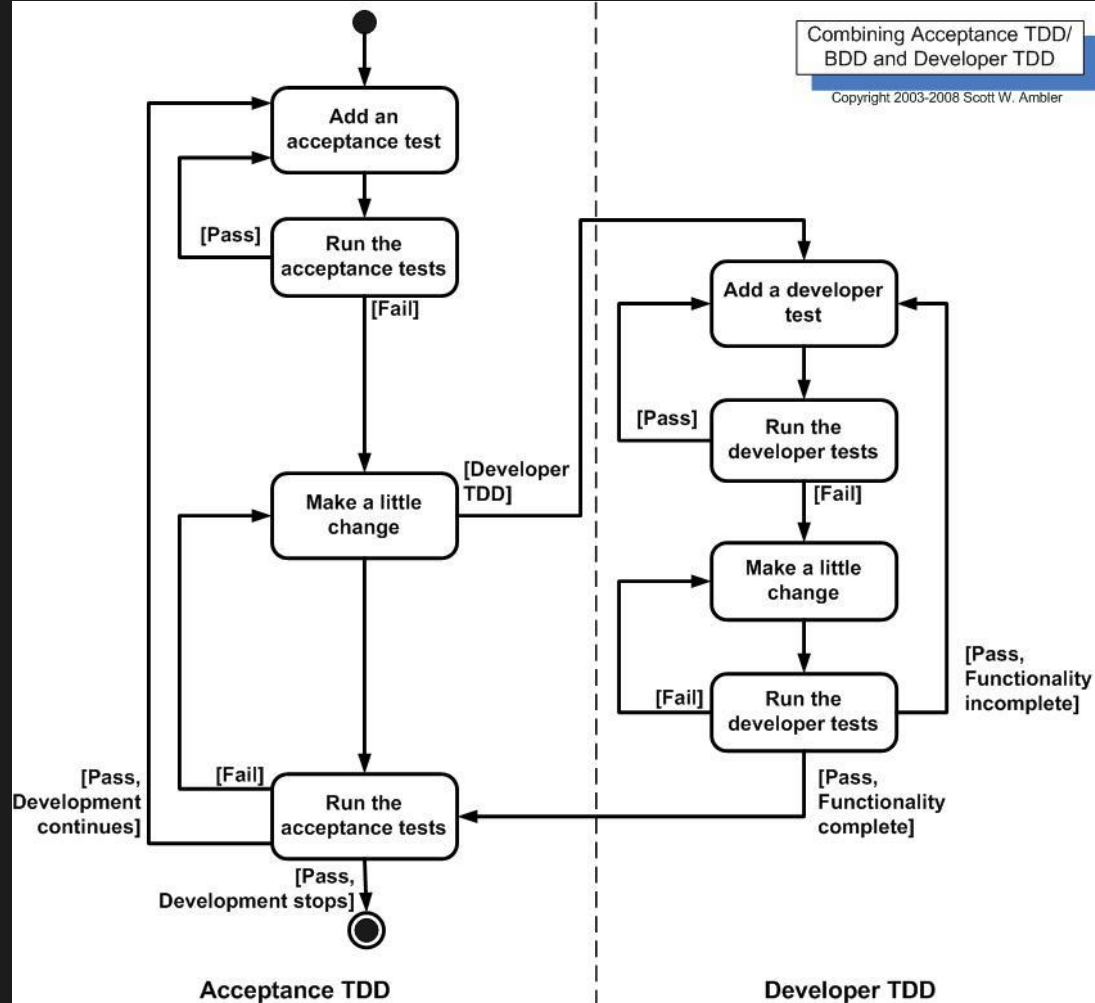 Combining Acceptance TDD/
BDD and Developer TDD
Copyright 2003-2008 Scott W. Ambler
Add an
acceptance test
[Pass]
Run the
acceptance tests
[Fail]
Make a little
change
[Developer
TDD]
[Fail]
Run the
acceptance tests
[Pass,
Development
continues]
[Pass,
Development stops]
Acceptance TDD
Add a developer
test
[Pass]
Run the
developer tests
[Fail]
Make a little
change
[Fail]
Run the
developer tests
[Pass,
Functionality
incomplete]
[Pass,
Functionality
complete]
Developer TDD